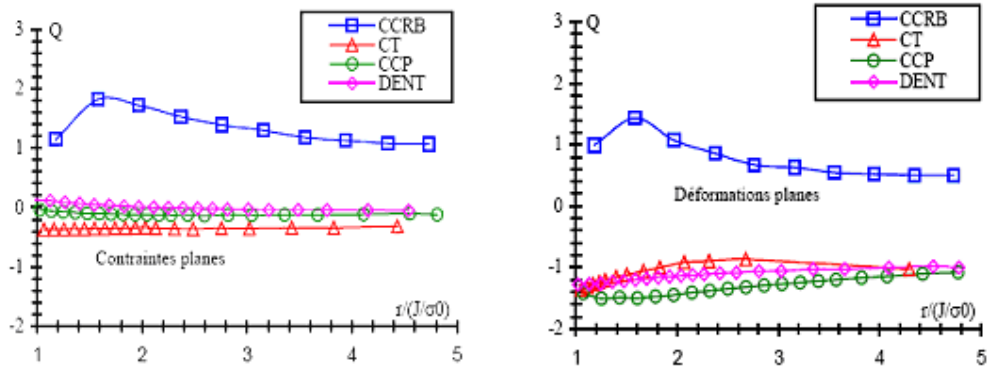 3
Q
CCRB
CT
CCP
DENT
2
1
0
-1
-2
Contraintes planes
r/(J/σ0)
1
2
3
4
5
3
Q
CCRB
CT
CCP
DENT
2
1
0
-1
-2
Déformations planes
r/(J/σ0)
1
2
3
4
5